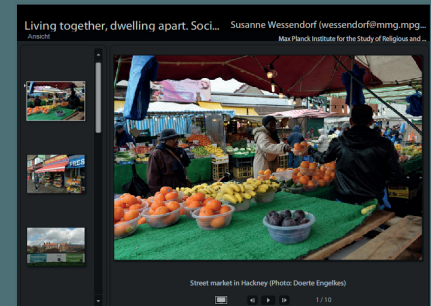 Living together, dwelling apart. Soci...
Susanne Wessendorf (wessendorf@mmg.mpg...
Ansicht
Max Planck Institute for the Study of Religious and ...
FRES
Street market in Hackney (Photo: Doerte Engelkes)
1 / 10